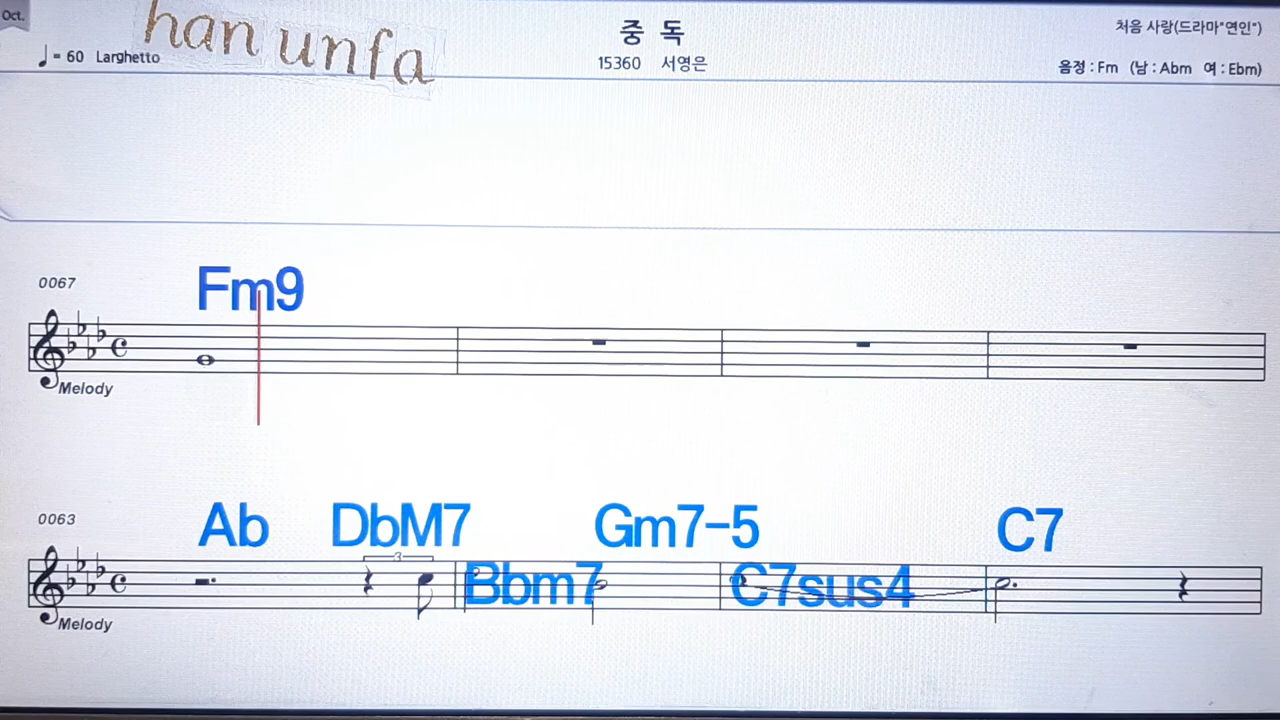 Oct.
han unfa
♩= 60 Larghetto
중 독
15360 서영은
처음 사랑(드라마"연인")
음정 : Fm (남 : Abm 여 : Ebm)
0067
Fm9
Melody
0063
Ab DbM7 Gm7-5 C7
3
Bbm7 C7sus4
Melody